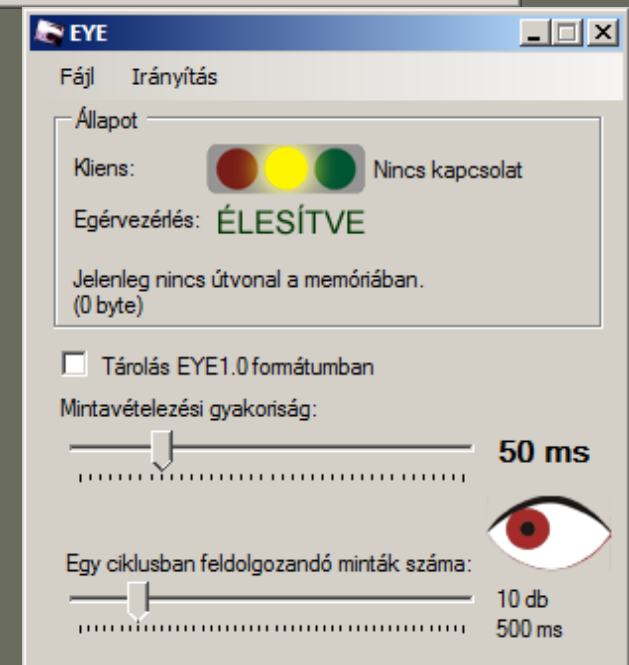 EYE
Fájl Irányítás
Állapot
Kliens: Nincs kapcsolat
Egérvezérlés: ÉLESÍTVE
Jelenleg nincs útvonal a memóriában.
(0 byte)
Tárolás EYE1.0 formátumban
Mintavételezési gyakoriság:
50 ms
Egy ciklusban feldolgozandó minták száma:
10 db
500 ms